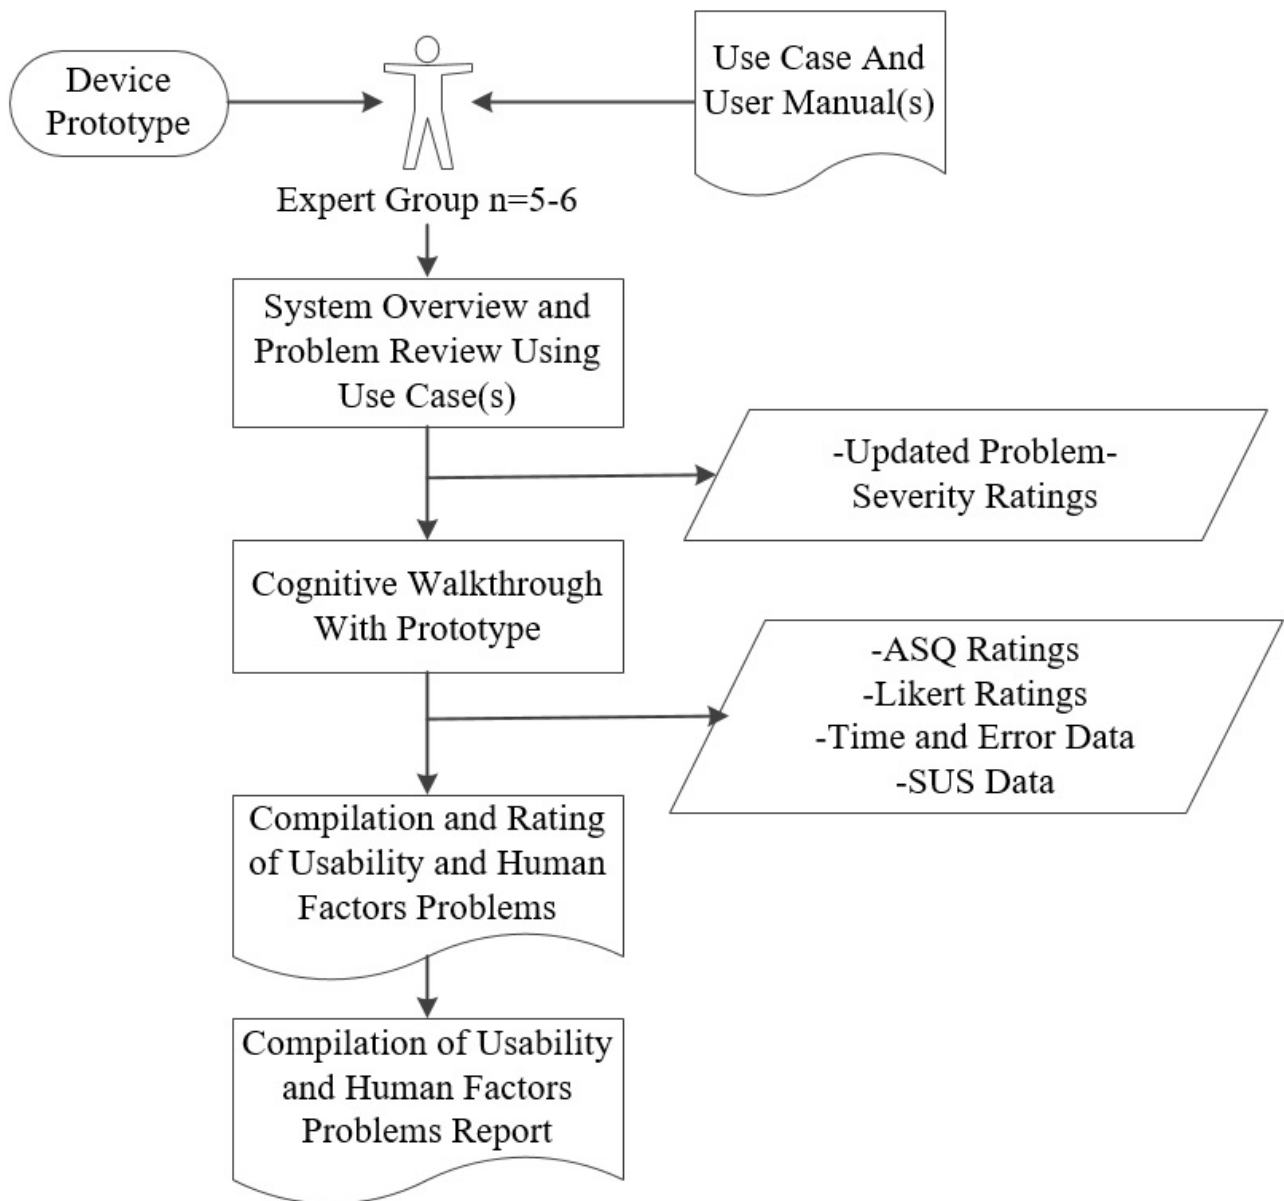 Device
Prototype
Use Case And
User Manual(s)
Expert Group n=5-6
System Overview and
Problem Review Using
Use Case(s)
-Updated Problem-
Severity Ratings
Cognitive Walkthrough
With Prototype
-ASQ Ratings
-Likert Ratings
-Time and Error Data
-SUS Data
Compilation and Rating
of Usability and Human
Factors Problems
Compilation of Usability
and Human Factors
Problems Report